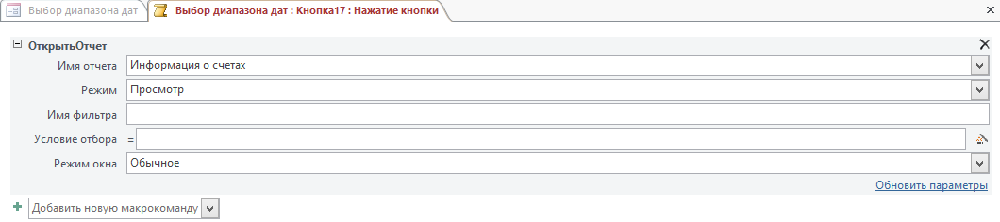 Выбор диапазона дат
Выбор диапазона дат : Кнопка17 : Нажатие кнопки
ОткрытьОтчет
Имя отчета Информация о счетах
Режим Просмотр
Имя фильтра
Условие отбора =
Режим окна Обычное
Обновить параметры
Добавить новую макрокоманду